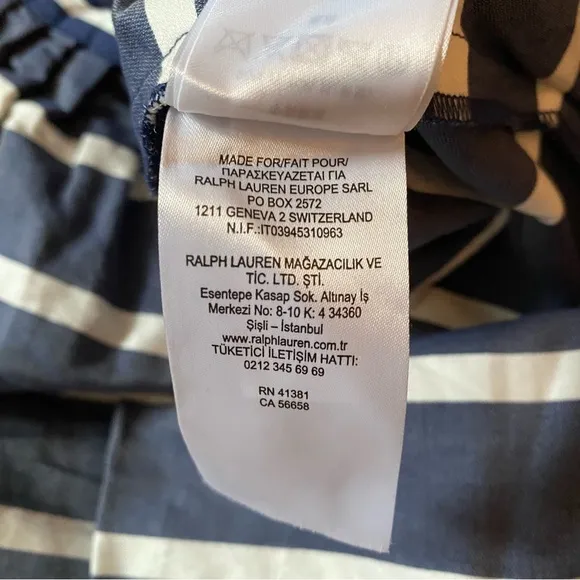 MADE FOR/FAIT POUR/
ΠΑΡΑΣΚΕΥΑΖΕΤΑΙ ΓΙΑ
RALPH LAUREN EUROPE SARL
PO BOX 2572
1211 GENEVA 2 SWITZERLAND
N.I.F.:IT03945310963
RALPH LAUREN MAĞAZACILIK VE
TİC. LTD. ŞTİ.
Esentepe Kasap Sok. Altınay İş
Merkezi No: 8-10 K: 4 34360
Şişli – İstanbul
www.ralphlauren.com.tr
TÜKETİCİ İLETİŞİM HATTI:
0212 345 69 69
RN 41381
CA 56658